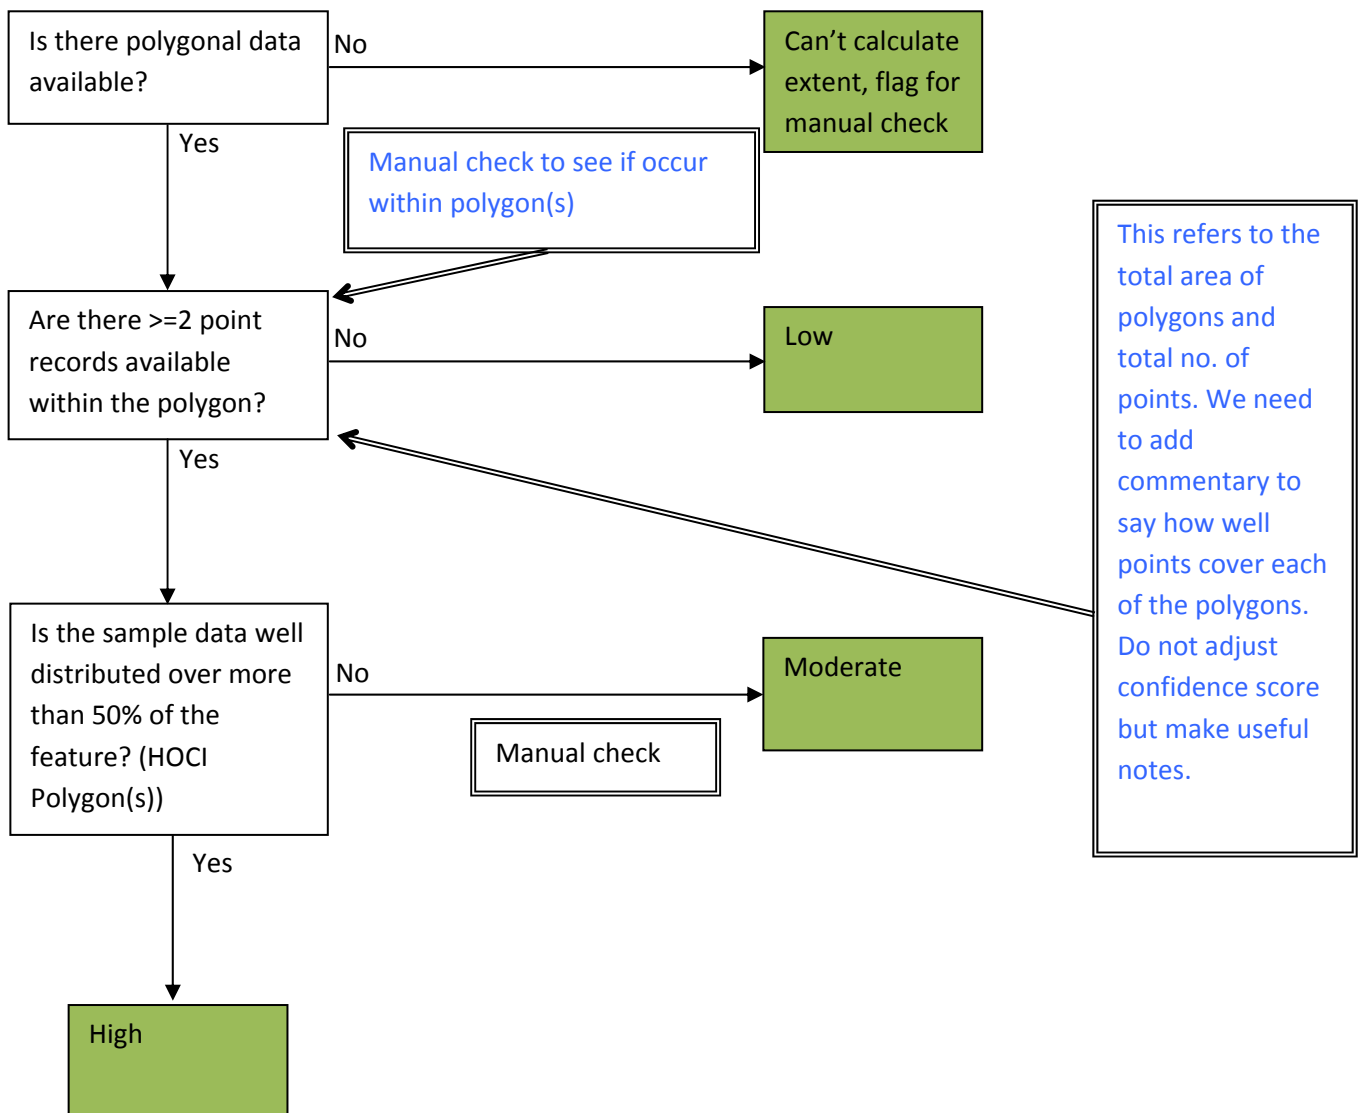 Is there polygonal data
available?
No
Can’t calculate
extent, flag for
manual check
Yes
Manual check to see if occur
within polygon(s)
This refers to the
total area of
polygons and
total no. of
points. We need
to add
commentary to
say how well
points cover each
of the polygons.
Do not adjust
confidence score
but make useful
notes.
Are there >=2 point
records available
within the polygon?
No
Low
Yes
Is the sample data well
distributed over more
than 50% of the
feature? (HOCI
Polygon(s))
No
Moderate
Manual check
Yes
High